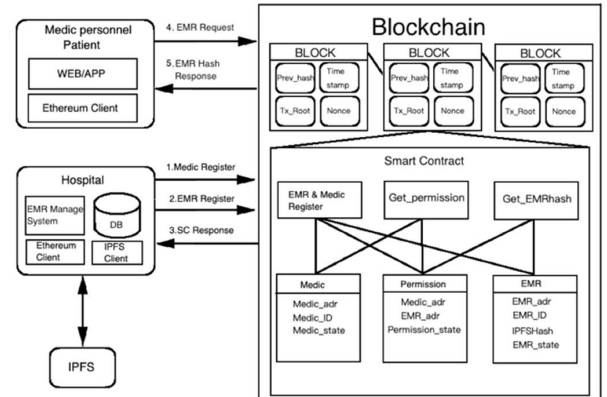 Medic personnel
Patient
WEB/APP
Ethereum Client
4. EMR Request
5.EMR Hash
Response
Hospital
EMR Manage
System
DB
Ethereum
Client
IPFS
Client
1.Medic Register
2.EMR Register
3.SC Response
IPFS
Blockchain
BLOCK
Prev_hash
Time
stamp
Tx_Root
Nonce
BLOCK
Prev_hash
Time
stamp
Tx_Root
Nonce
BLOCK
Prev_hash
Time
stamp
Tx_Root
Nonce
Smart Contract
EMR & Medic
Register
Get_permission
Get_EMRhash
Medic
Medic_adr
Medic_ID
Medic_state
Permission
Medic_adr
EMR_adr
Permission_state
EMR
EMR_adr
EMR_ID
IPFSHash
EMR_state